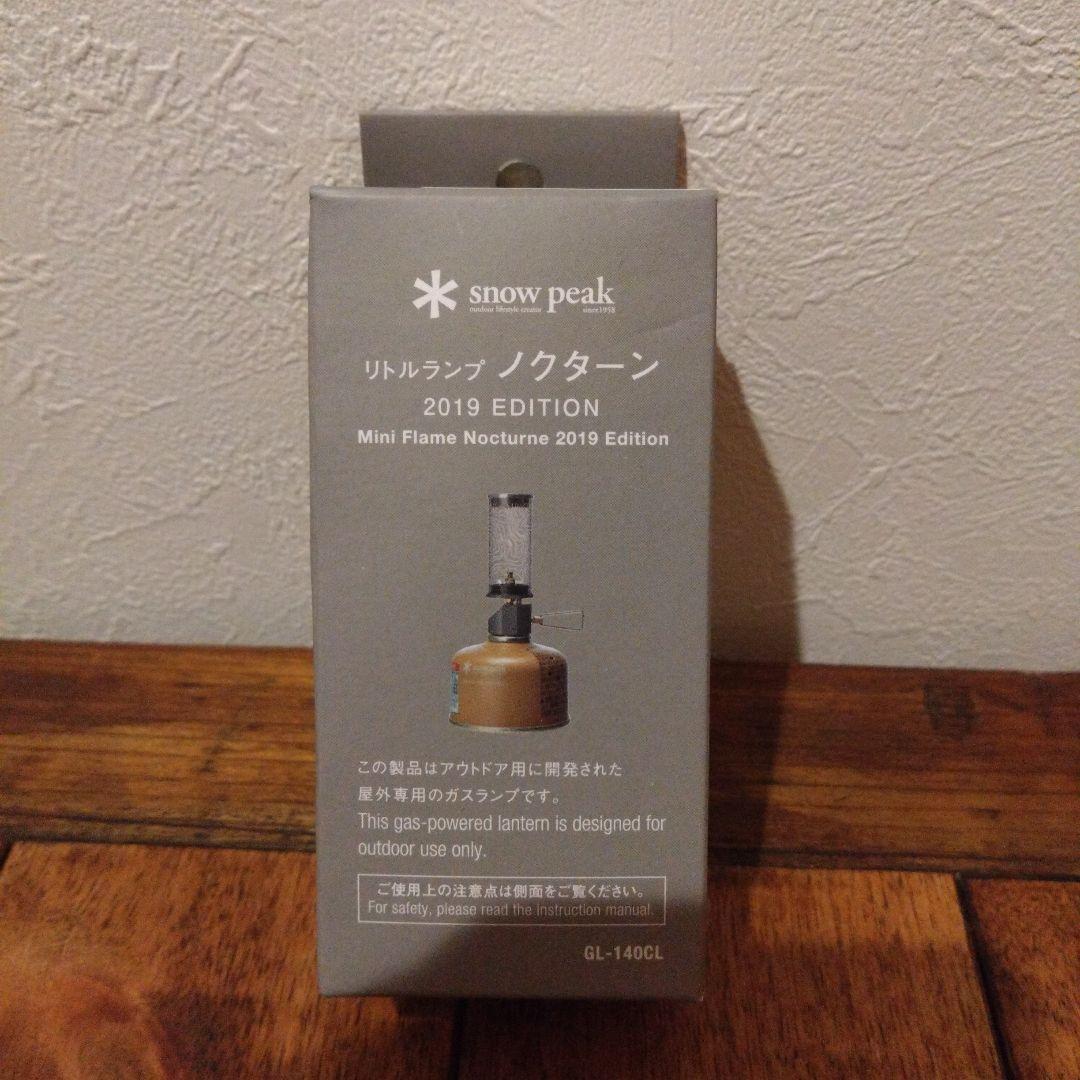 snow peak
outdoor lifestyle creator since1958
リトルランプ ノクターン
2019 EDITION
Mini Flame Nocturne 2019 Edition
この製品はアウトドア用に開発された
屋外専用のガスランプです。
This gas-powered lantern is designed for
outdoor use only.
ご使用上の注意点は側面をご覧ください。
For safety, please read the instruction manual.
GL-140CL